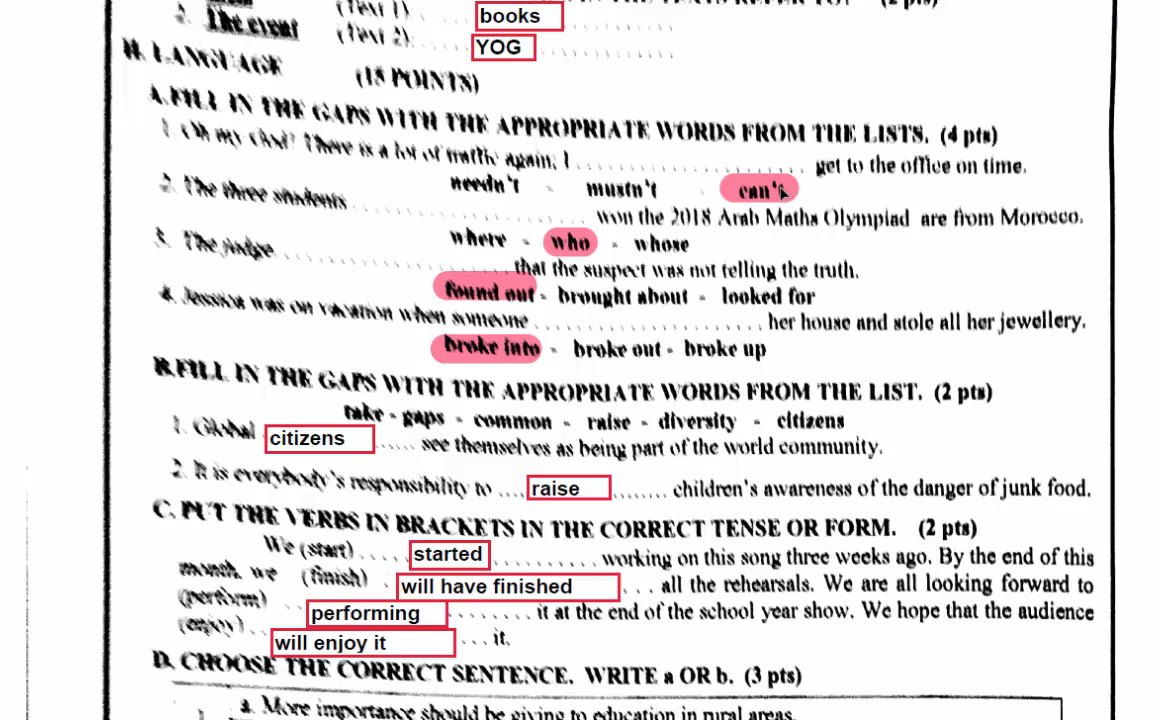 (Text 1) books
2. The event (Text 2) YOG
II. LANGUAGE (18 POINTS)
A. FILL IN THE GAPS WITH THE APPROPRIATE WORDS FROM THE LISTS. (4 pts)
1. Oh my God! There is a lot of traffic again; I .................... get to the office on time.
needn't - mustn't - can't
2. The three students .................... won the 2018 Arab Maths Olympiad are from Morocco.
where - who - whose
3. The judge .................... that the suspect was not telling the truth.
found out - brought about - looked for
4. Jessica was on vacation when someone .................... her house and stole all her jewellery.
broke into - broke out - broke up
B. FILL IN THE GAPS WITH THE APPROPRIATE WORDS FROM THE LIST. (2 pts)
take - gaps - common - raise - diversity - citizens
1. Global citizens ...... see themselves as being part of the world community.
2. It is everybody's responsibility to .... raise ........ children's awareness of the danger of junk food.
C. PUT THE VERBS IN BRACKETS IN THE CORRECT TENSE OR FORM. (2 pts)
We (start) ..... started .......... working on this song three weeks ago. By the end of this
month, we (finish) . will have finished ... all the rehearsals. We are all looking forward to
(perform) .. performing ........ it at the end of the school year show. We hope that the audience
(enjoy) .. will enjoy it ... it.
D. CHOOSE THE CORRECT SENTENCE. WRITE a OR b. (3 pts)
1. a. More importance should be giving to education in rural areas.